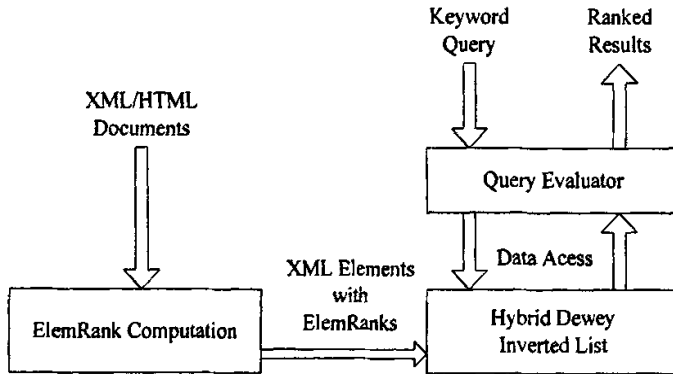 Keyword
Query
Ranked
Results
XML/HTML
Documents
Query Evaluator
Data Acess
XML Elements
with
ElemRanks
ElemRank Computation
Hybrid Dewey
Inverted List